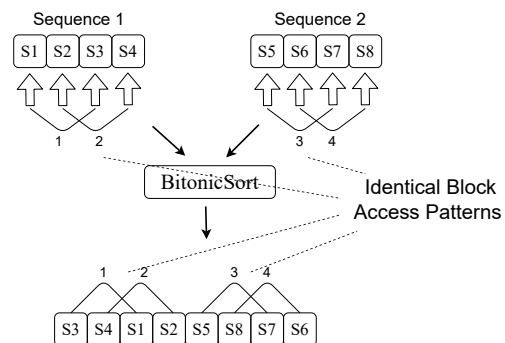 Sequence 1 Sequence 2
S1 S2 S3 S4 S5 S6 S7 S8
1 2 3 4
BitonicSort
Identical Block
Access Patterns
1 2 3 4
S3 S4 S1 S2 S5 S8 S7 S6